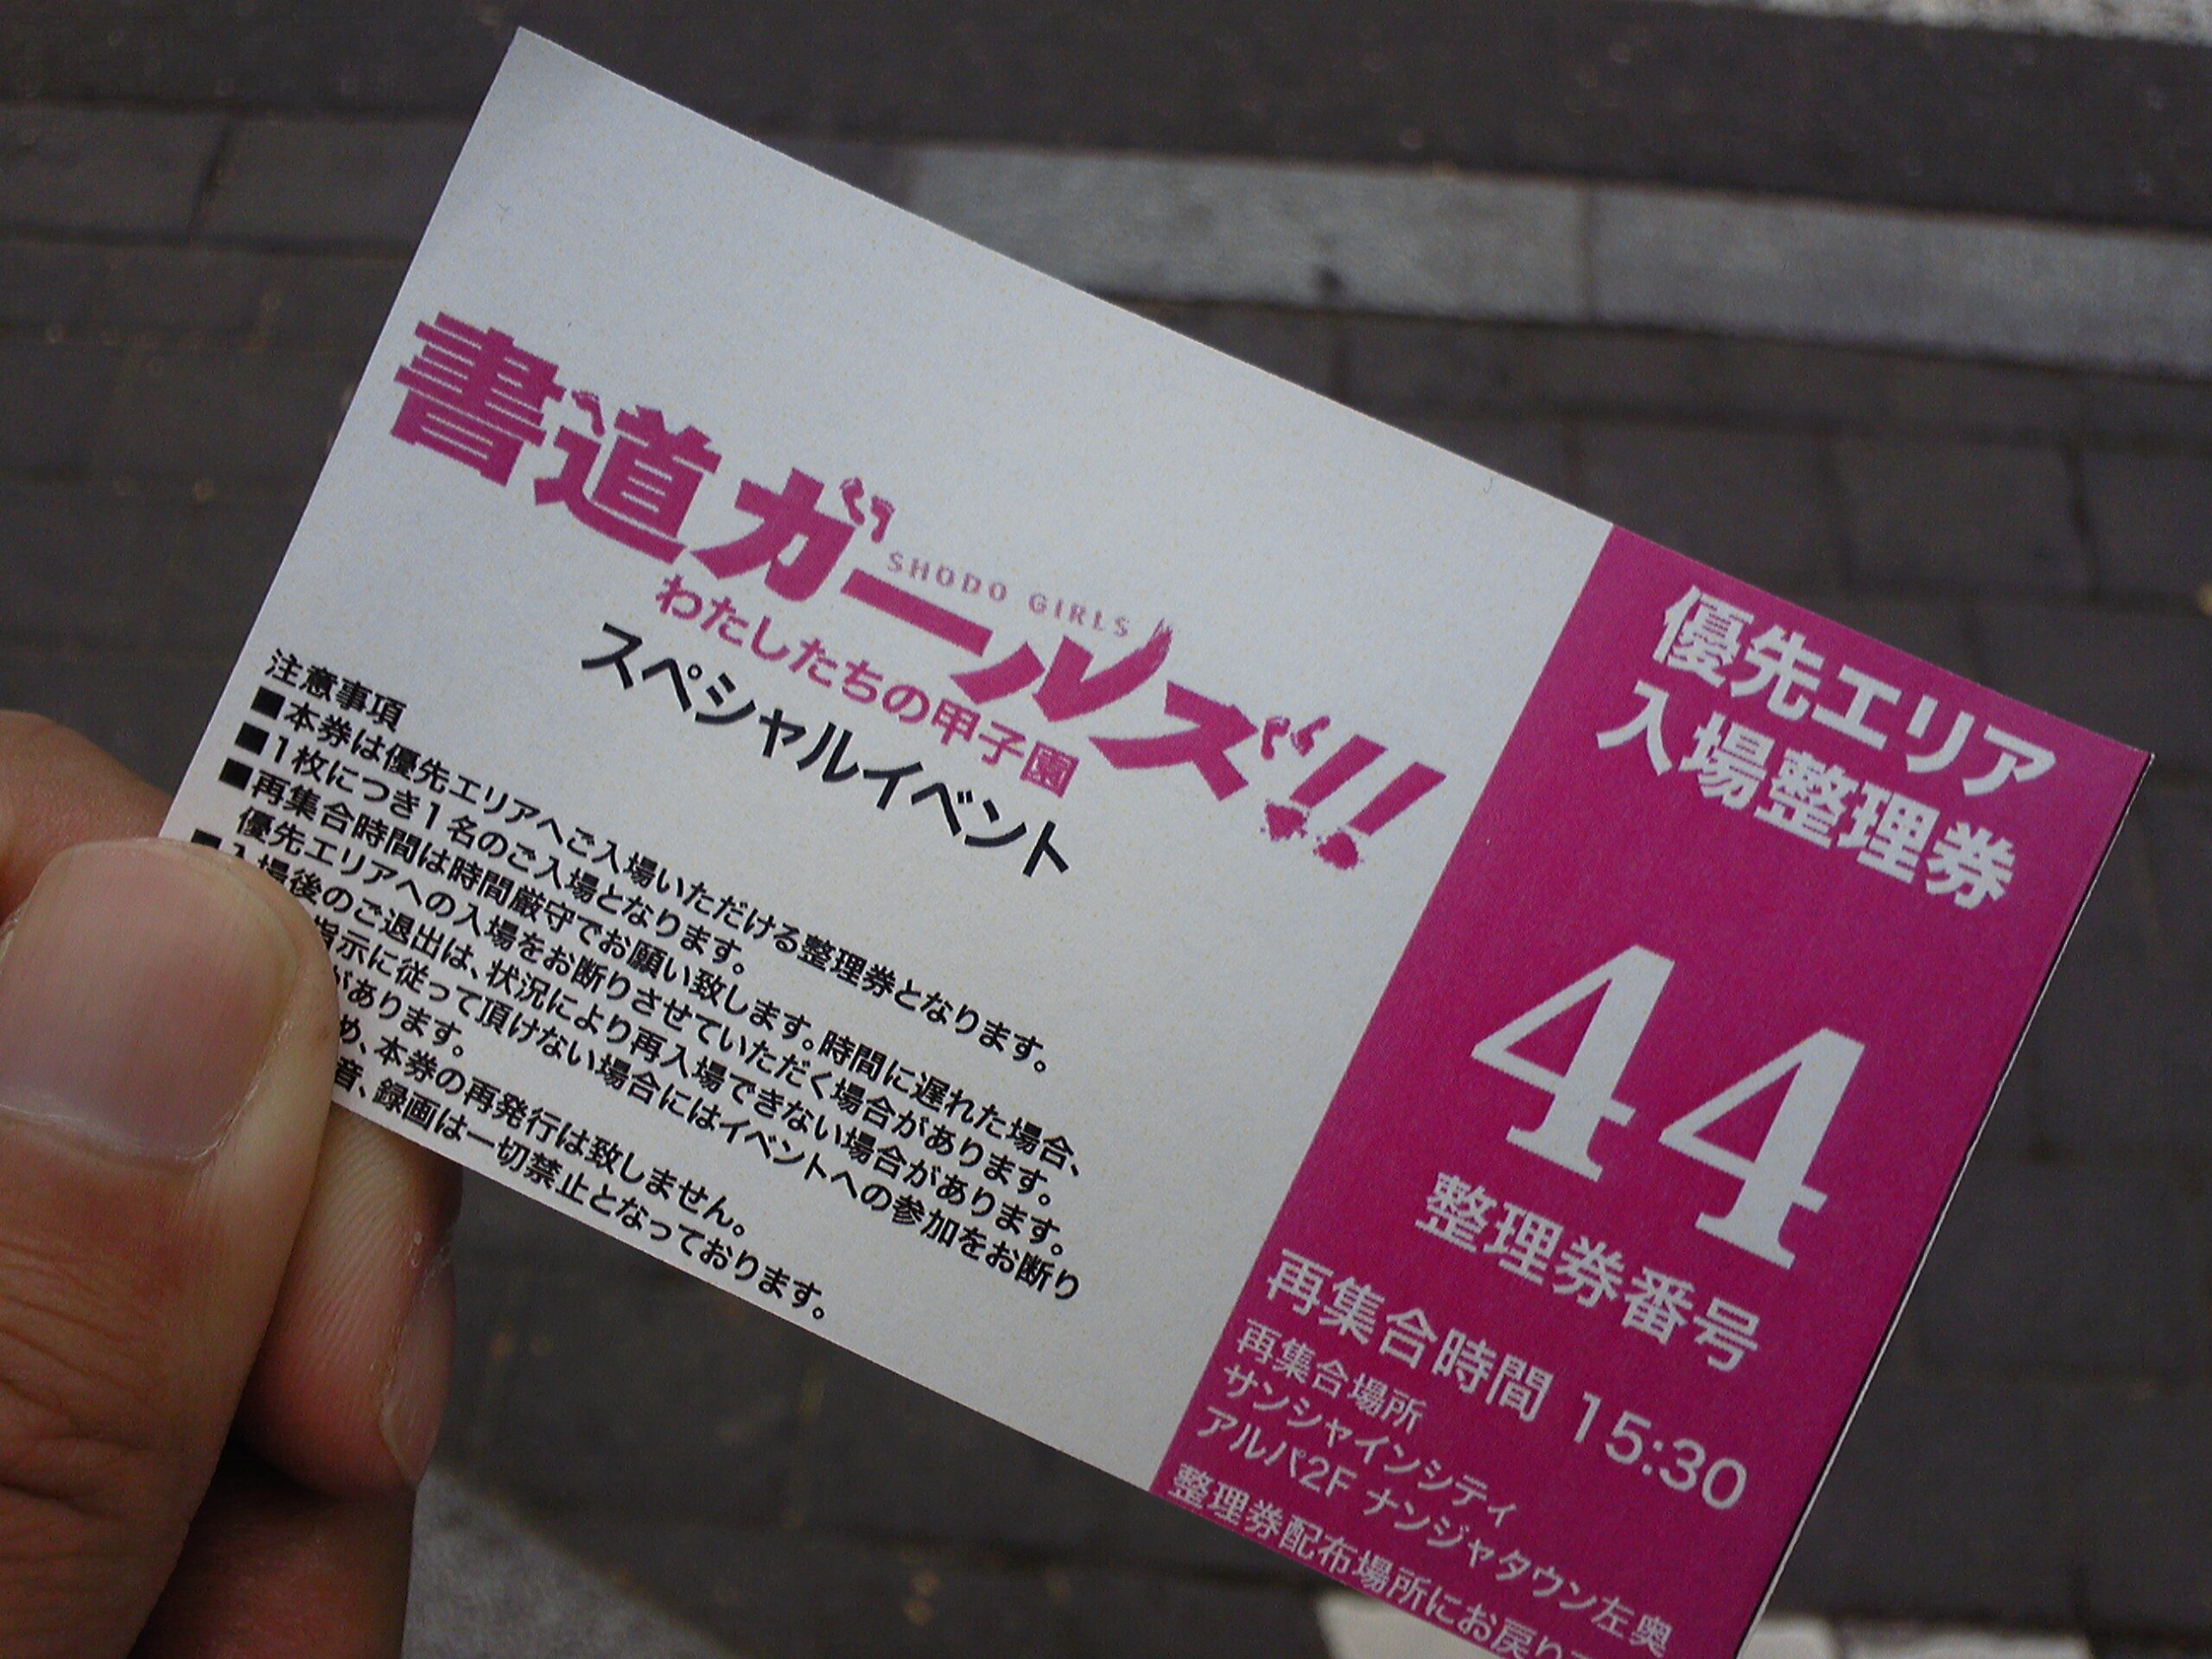 書道ガールズ!!
SHODO GIRLS
わたしたちの甲子園
スペシャルイベント
注意事項
■本券は優先エリアへご入場いただける整理券となります。
■1枚につき1名のご入場となります。
■再集合時間は時間厳守でお願い致します。時間に遅れた場合、
優先エリアへの入場をお断りさせていただく場合があります。
■入場後のご退出は、状況により再入場できない場合があります。
指示に従って頂けない場合にはイベントへの参加をお断り
があります。
め、本券の再発行は致しません。
音、録画は一切禁止となっております。
優先エリア
入場整理券
44
整理券番号
再集合時間 15:30
再集合場所
サンシャインシティ
アルパ2F ナンジャタウン左奥
整理券配布場所にお戻り